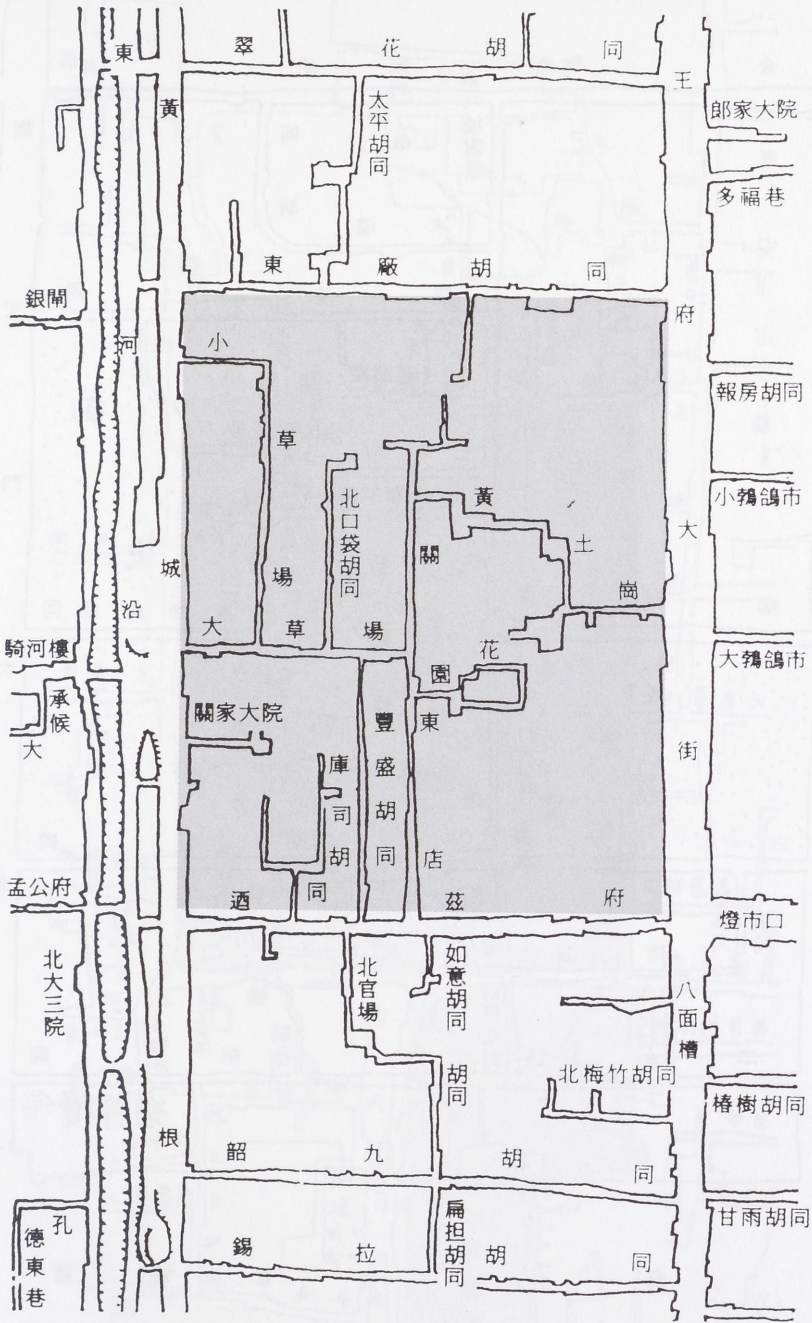 翠花胡同
東黃城根
河沿
王府大街
太平胡同
郎家大院
多福巷
東廠胡同
銀閘
小草場
報房胡同
北口袋胡同
黃土崗
小鵓鴿市
關東店
大草場
花園
騎河樓
大鵓鴿市
承候大
關家大院
豐盛胡同
庫司胡同
迺茲府
孟公府
燈市口
北大三院
北官場胡同
如意胡同
八面槽
北梅竹胡同
椿樹胡同
韶九胡同
甘雨胡同
孔德東巷
錫拉胡同
扁担胡同